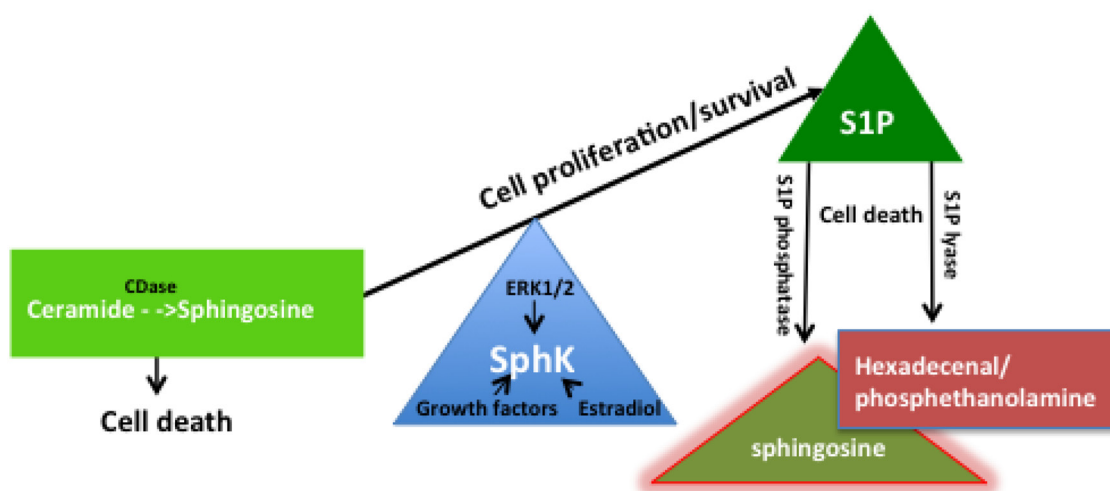 Cell proliferation/survival
S1P
S1P phosphatase
Cell death
S1P lyase
CDase
Ceramide - ->Sphingosine
Cell death
ERK1/2
SphK
Growth factors
Estradiol
Hexadecenal/
phosphethanolamine
sphingosine